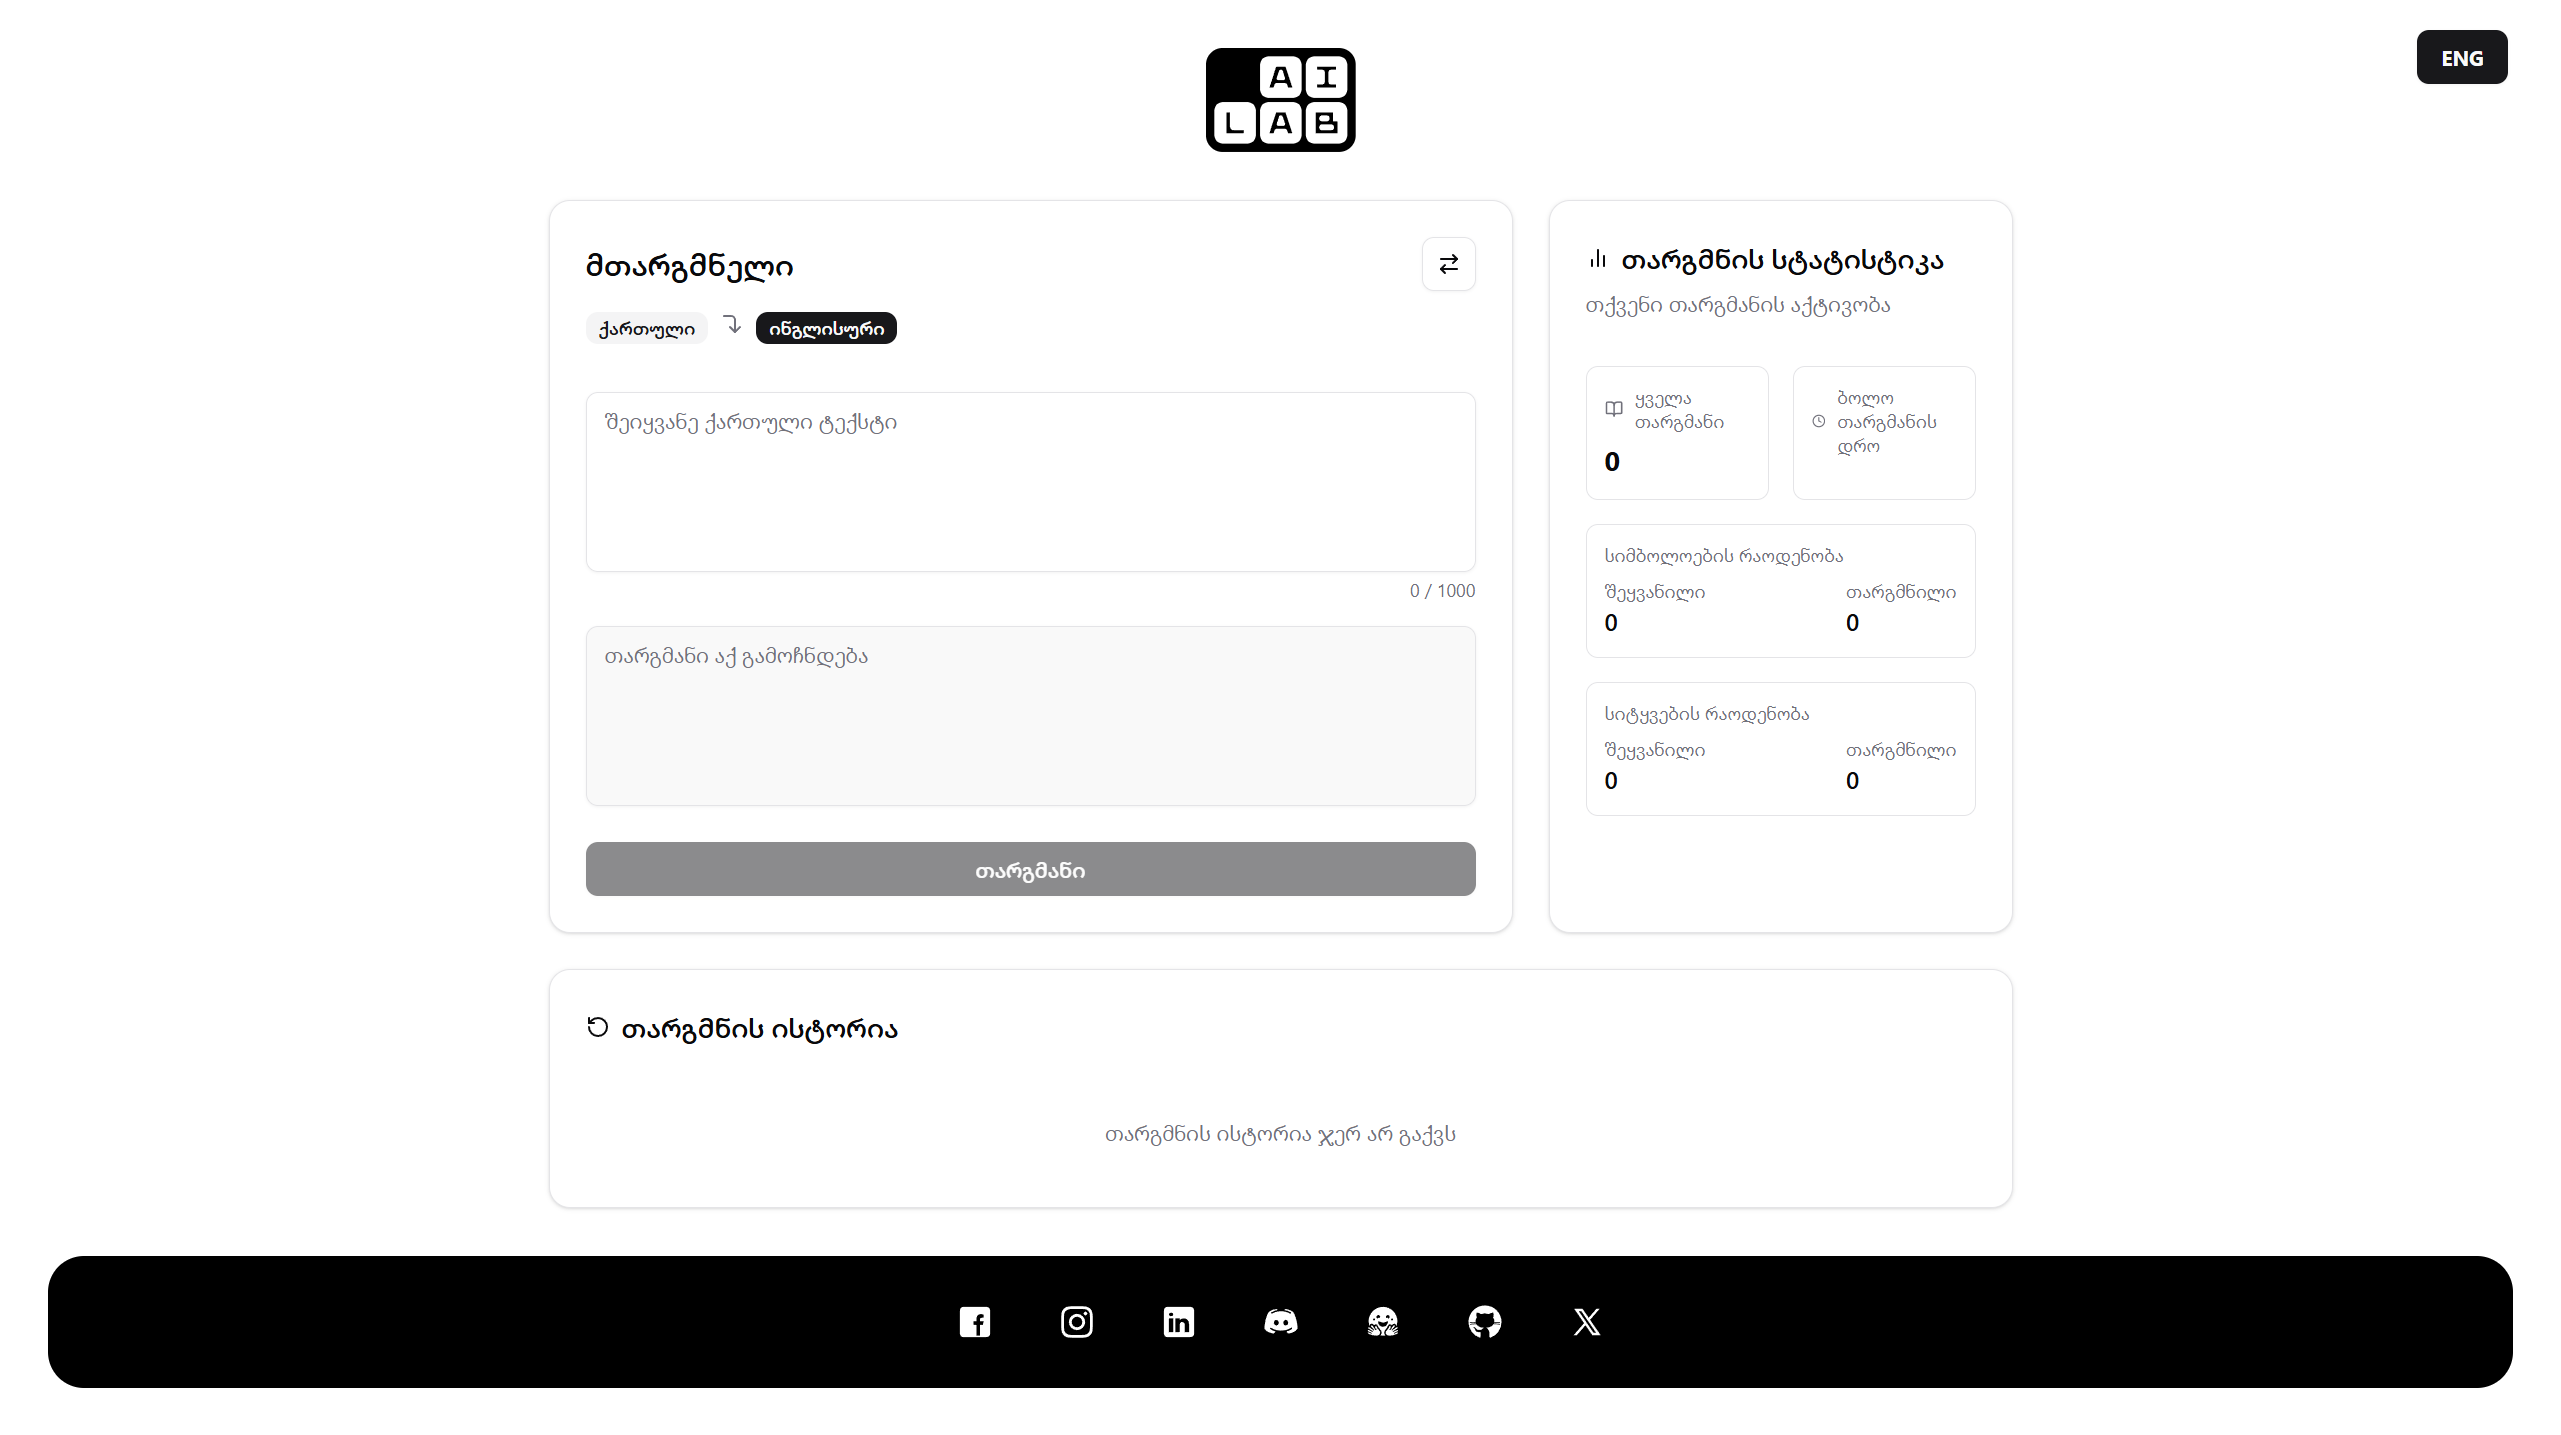 AI
LAB
ENG
მთარგმნელი
ქართული
ინგლისური
შეიყვანე ქართული ტექსტი
0 / 1000
თარგმანი აქ გამოჩნდება
თარგმანი
თარგმნის სტატისტიკა
თქვენი თარგმანის აქტივობა
ყველა
თარგმანი
0
ბოლო
თარგმანის
დრო
სიმბოლოების რაოდენობა
შეყვანილი თარგმნილი
0 0
სიტყვების რაოდენობა
შეყვანილი თარგმნილი
0 0
თარგმნის ისტორია
თარგმნის ისტორია ჯერ არ გაქვს